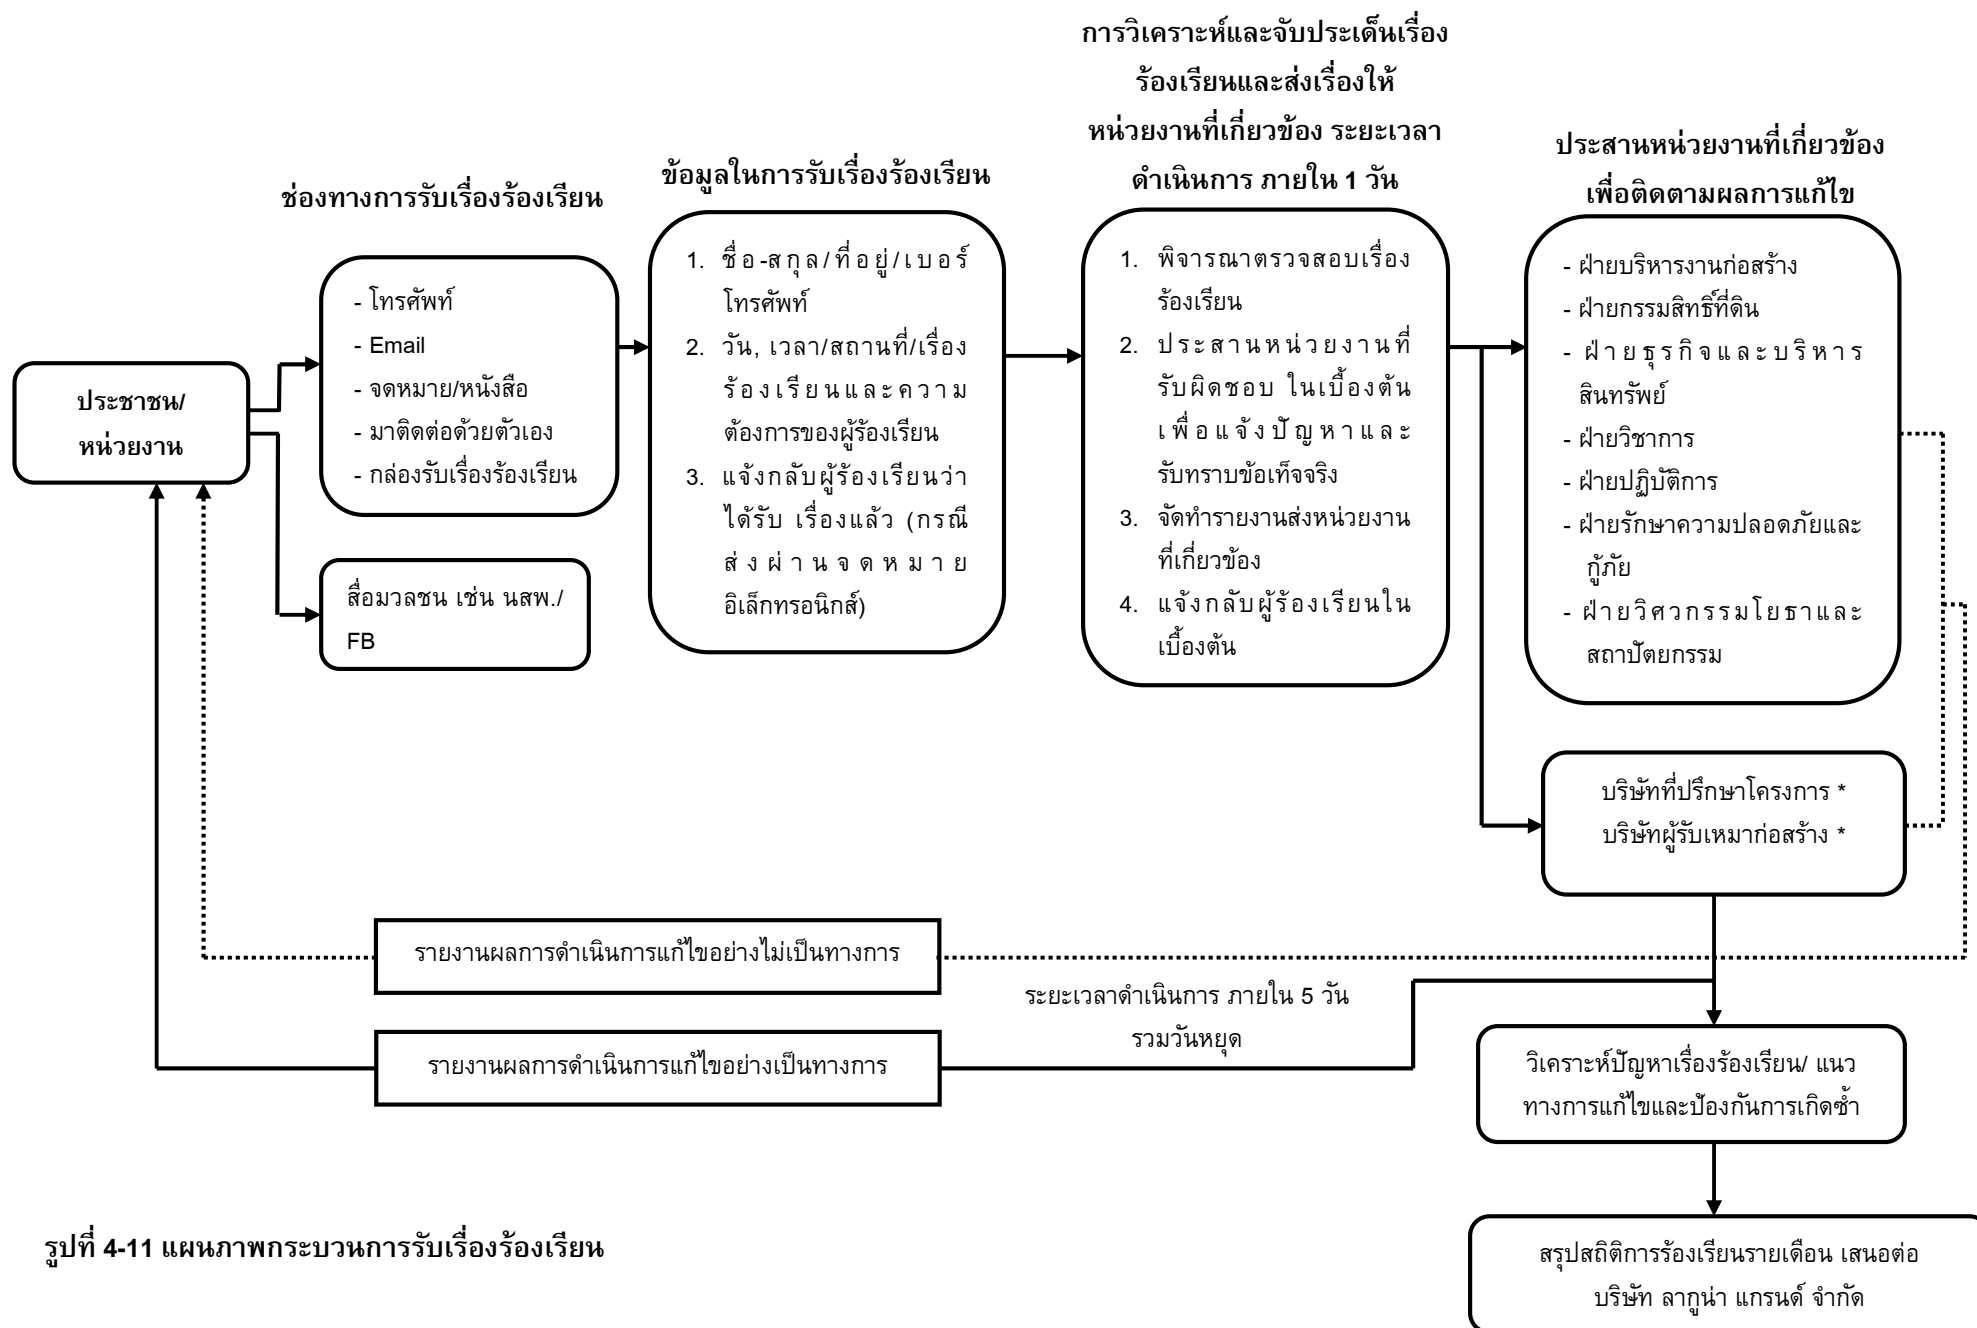 การวิเคราะห์และจับประเด็นเรื่อง
ร้องเรียนและส่งเรื่องให้
หน่วยงานที่เกี่ยวข้อง ระยะเวลา
ดำเนินการ ภายใน 1 วัน
ประสานหน่วยงานที่เกี่ยวข้อง
เพื่อติดตามผลการแก้ไข
ข้อมูลในการรับเรื่องร้องเรียน
ช่องทางการรับเรื่องร้องเรียน
ประชาชน/
หน่วยงาน
- โทรศัพท์
- Email
- จดหมาย/หนังสือ
- มาติดต่อด้วยตัวเอง
- กล่องรับเรื่องร้องเรียน
สื่อมวลชน เช่น นสพ./
FB
1. ชื่อ-สกุล/ที่อยู่/เบอร์
โทรศัพท์
2. วัน, เวลา/สถานที่/เรื่อง
ร้องเรียนและความ
ต้องการของผู้ร้องเรียน
3. แจ้งกลับผู้ร้องเรียนว่า
ได้รับ เรื่องแล้ว (กรณี
ส่งผ่านจดหมาย
อิเล็กทรอนิกส์)
1. พิจารณาตรวจสอบเรื่อง
ร้องเรียน
2. ประสานหน่วยงานที่
รับผิดชอบ ในเบื้องต้น
เพื่อแจ้งปัญหาและ
รับทราบข้อเท็จจริง
3. จัดทำรายงานส่งหน่วยงาน
ที่เกี่ยวข้อง
4. แจ้งกลับผู้ร้องเรียนใน
เบื้องต้น
- ฝ่ายบริหารงานก่อสร้าง
- ฝ่ายกรรมสิทธิ์ที่ดิน
- ฝ่ายธุรกิจและบริหาร
สินทรัพย์
- ฝ่ายวิชาการ
- ฝ่ายปฏิบัติการ
- ฝ่ายรักษาความปลอดภัยและ
กู้ภัย
- ฝ่ายวิศวกรรมโยธาและ
สถาปัตยกรรม
บริษัทที่ปรึกษาโครงการ *
บริษัทผู้รับเหมาก่อสร้าง *
รายงานผลการดำเนินการแก้ไขอย่างไม่เป็นทางการ
ระยะเวลาดำเนินการ ภายใน 5 วัน
รวมวันหยุด
รายงานผลการดำเนินการแก้ไขอย่างเป็นทางการ
วิเคราะห์ปัญหาเรื่องร้องเรียน/ แนว
ทางการแก้ไขและป้องกันการเกิดซ้ำ
สรุปสถิติการร้องเรียนรายเดือน เสนอต่อ
บริษัท ลากูน่า แกรนด์ จำกัด
รูปที่ 4-11 แผนภาพกระบวนการรับเรื่องร้องเรียน